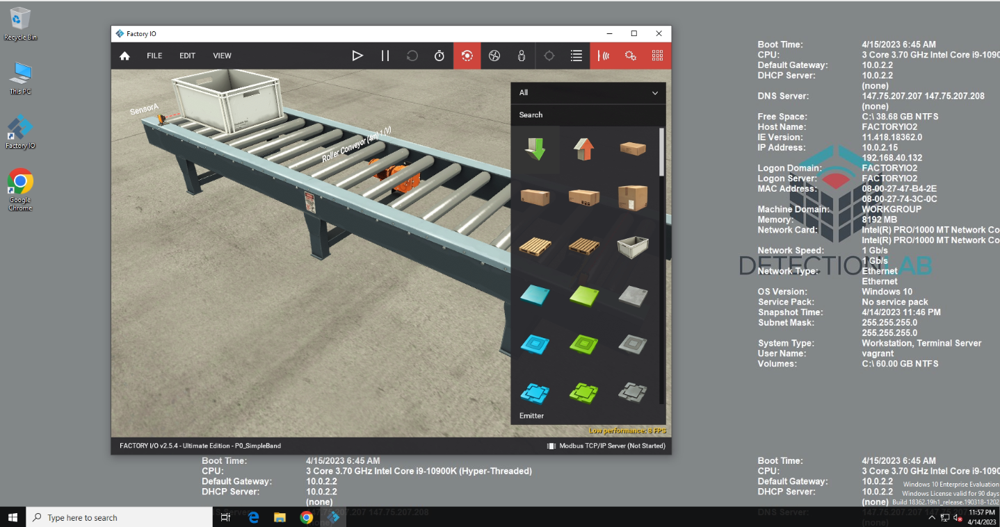 Recycle Bin
This PC
Factory IO
Google
Chrome
Factory IO
FILE EDIT VIEW
SensorA
Roller Conveyor (4m) 1 (V)
All
Search
Emitter
Low performance: 8 FPS
FACTORY I/O v2.5.4 - Ultimate Edition - P0_SimpleBand
Modbus TCP/IP Server (Not Started)
Boot Time: 4/15/2023 6:45 AM
CPU: 3 Core 3.70 GHz Intel Core i9-1090
Default Gateway: 10.0.2.2
DHCP Server: 10.0.2.2
(none)
DNS Server: 147.75.207.207 147.75.207.208
(none)
Free Space: C:\ 38.68 GB NTFS
Host Name: FACTORYIO2
IE Version: 11.418.18362.0
IP Address: 10.0.2.15
192.168.40.132
Logon Domain: FACTORYIO2
Logon Server: FACTORYIO2
MAC Address: 08-00-27-47-B4-2E
08-00-27-74-3C-0C
Machine Domain: WORKGROUP
Memory: 8192 MB
Network Card: Intel(R) PRO/1000 MT Network Co
Intel(R) PRO/1000 MT Network Co
Network Speed: 1 Gb/s
1 Gb/s
DETECTIONLAB
Network Type: Ethernet
Ethernet
OS Version: Windows 10
Service Pack: No service pack
Snapshot Time: 4/14/2023 11:46 PM
Subnet Mask: 255.255.255.0
255.255.255.0
System Type: Workstation, Terminal Server
User Name: vagrant
Volumes: C:\ 60.00 GB NTFS
Boot Time: 4/15/2023 6:45 AM
CPU: 3 Core 3.70 GHz Intel Core i9-10900K (Hyper-Threaded)
Default Gateway: 10.0.2.2
DHCP Server: 10.0.2.2
(none)
DNS Server: 147.75.207.207 147.75.207.208
(none)
Boot Time: 4/15/2023 6:45 AM
CPU: 3 Core 3.70 GHz Intel Core i9-1090
Default Gateway: 10.0.2.2
DHCP Server: 10.0.2.2
(none)
DNS Server: 147.75.207.207 147.75.20
(none)
Windows 10 Enterprise Evaluation
Windows License valid for 90 days
Build 18362.19h1_release.190318-1202
Type here to search
11:57 PM
4/14/2023